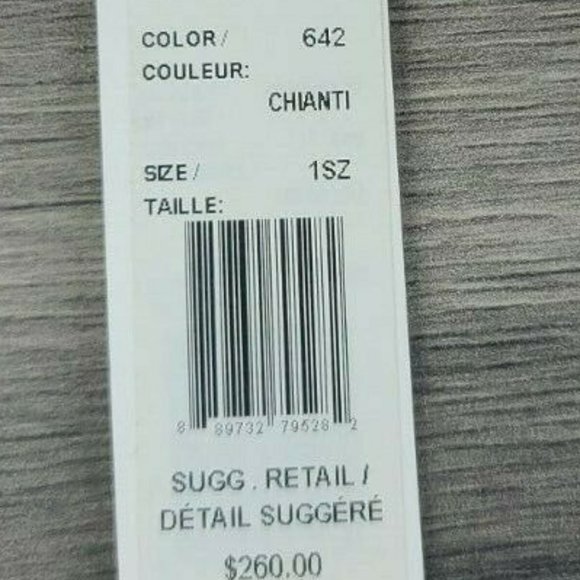 COLOR / 642
COULEUR:
CHIANTI
SIZE / 1SZ
TAILLE:
8 89732 79528 2
SUGG. RETAIL /
DÉTAIL SUGGÉRÉ
$260.00